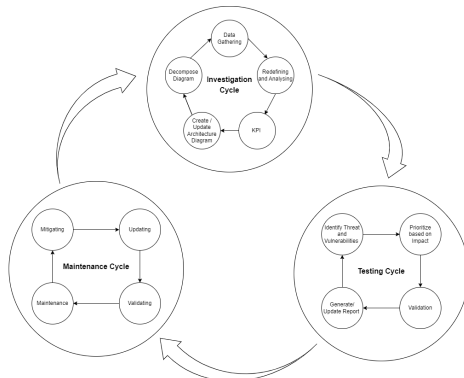 Data
Gathering
Decompose
Diagram
Redefining
and Analysing
Investigation
Cycle
Create /
Update
Architecture
Diagram
KPI
Mitigating
Updating
Maintenance Cycle
Maintenance
Validating
Identify Threat
and
Vulnerabilities
Prioritize
based on
Impact
Testing Cycle
Generate/
Update Report
Validation